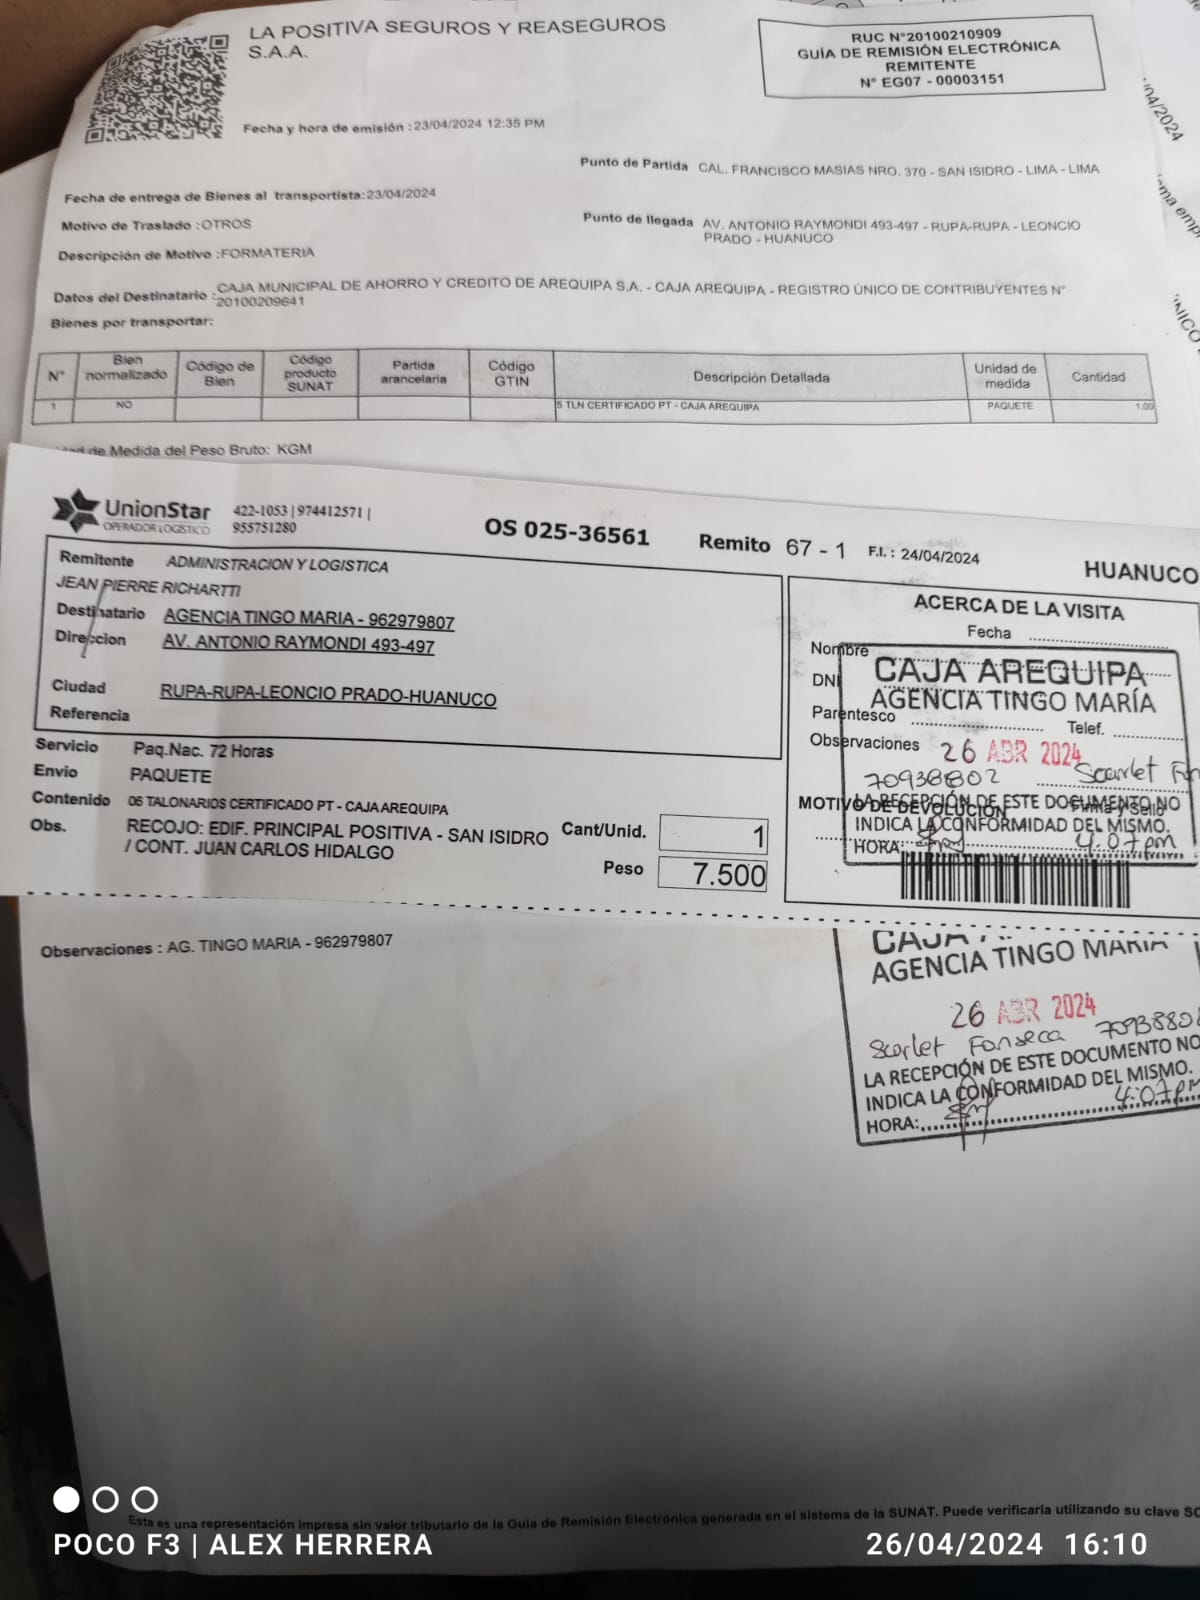 LA POSITIVA SEGUROS Y REASEGUROS
S.A.A.
RUC N°20100210909
GUÍA DE REMISIÓN ELECTRÓNICA
REMITENTE
N° EG07 - 00003151
/04/2024
Fecha y hora de emisión : 23/04/2024 12:35 PM
Punto de Partida CAL. FRANCISCO MASIAS NRO. 370 - SAN ISIDRO - LIMA - LIMA
Fecha de entrega de Bienes al transportista:23/04/2024
Motivo de Traslado :OTROS
Punto de llegada AV. ANTONIO RAYMONDI 493-497 - RUPA-RUPA - LEONCIO
PRADO - HUANUCO
Descripción de Motivo :FORMATERIA
Datos del Destinatario : CAJA MUNICIPAL DE AHORRO Y CREDITO DE AREQUIPA S.A. - CAJA AREQUIPA - REGISTRO ÚNICO DE CONTRIBUYENTES N°
20100209641
Bienes por transportar:
N° Bien normalizado Código de Bien Código producto SUNAT Partida arancelaria Código GTIN Descripción Detallada Unidad de medida Cantidad
1 NO 5 TLN CERTIFICADO PT - CAJA AREQUIPA PAQUETE 1.00
de Medida del Peso Bruto: KGM
UnionStar
OPERADOR LOGÍSTICO
422-1053 | 974412571 |
955751280
OS 025-36561
Remito 67 - 1
F.I. : 24/04/2024
HUANUCO
Remitente ADMINISTRACION Y LOGISTICA
JEAN PIERRE RICHARTTI
Destinatario AGENCIA TINGO MARIA - 962979807
Direccion AV. ANTONIO RAYMONDI 493-497
Ciudad RUPA-RUPA-LEONCIO PRADO-HUANUCO
Referencia
Servicio Paq.Nac. 72 Horas
Envio PAQUETE
Contenido 06 TALONARIOS CERTIFICADO PT - CAJA AREQUIPA
Obs. RECOJO: EDIF. PRINCIPAL POSITIVA - SAN ISIDRO
/ CONT. JUAN CARLOS HIDALGO
Cant/Unid. 1
Peso 7.500
ACERCA DE LA VISITA
Fecha
Nombre
DNI
Parentesco
Telef.
Observaciones
MOTIVO DE DEVOLUCIÓN
Firma y Sello
CAJA AREQUIPA
AGENCIA TINGO MARÍA
26 ABR 2024
70938802 Scarlet
LA RECEPCIÓN DE ESTE DOCUMENTO NO
INDICA LA CONFORMIDAD DEL MISMO.
HORA: 4:07pm
Observaciones : AG. TINGO MARIA - 962979807
CAJA
AGENCIA TINGO MARIA
26 ABR 2024
Scarlet Fonseca 7093880
LA RECEPCIÓN DE ESTE DOCUMENTO NO
INDICA LA CONFORMIDAD DEL MISMO.
HORA: 4:07pm
Esta es una representación impresa sin valor tributario de la Guía de Remisión Electrónica generada en el sistema de la SUNAT. Puede verificarla utilizando su clave
POCO F3 | ALEX HERRERA
26/04/2024 16:10